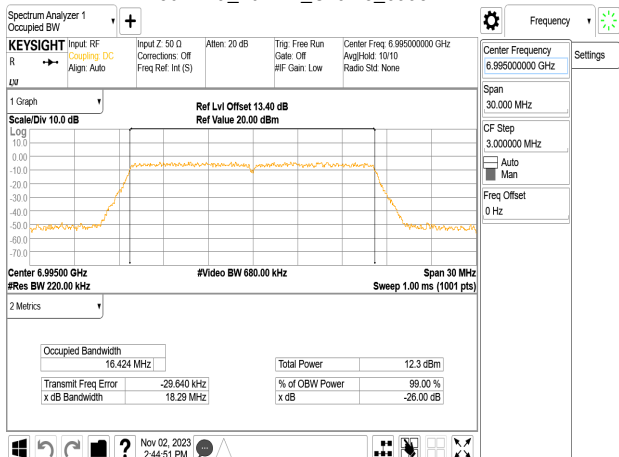 Spectrum Analyzer 1
Occupied BW
Frequency
KEYSIGHT
R
LXI
Input: RF
Coupling: DC
Align: Auto
Input Z: 50 Ω
Corrections: Off
Freq Ref: Int (S)
Atten: 20 dB
Trig: Free Run
Gate: Off
#IF Gain: Low
Center Freq: 6.995000000 GHz
Avg|Hold: 10/10
Radio Std: None
Center Frequency
6.995000000 GHz
Settings
Span
30.000 MHz
CF Step
3.000000 MHz
Auto
Man
Freq Offset
0 Hz
1 Graph
Scale/Div 10.0 dB
Ref Lvl Offset 13.40 dB
Ref Value 20.00 dBm
Log
10.0
0.00
-10.0
-20.0
-30.0
-40.0
-50.0
-60.0
-70.0
Center 6.99500 GHz
#Video BW 680.00 kHz
Span 30 MHz
#Res BW 220.00 kHz
Sweep 1.00 ms (1001 pts)
2 Metrics
Occupied Bandwidth
16.424 MHz
Total Power 12.3 dBm
Transmit Freq Error -29.640 kHz
% of OBW Power 99.00 %
x dB Bandwidth 18.29 MHz
x dB -26.00 dB
?
Nov 02, 2023
2:44:51 PM